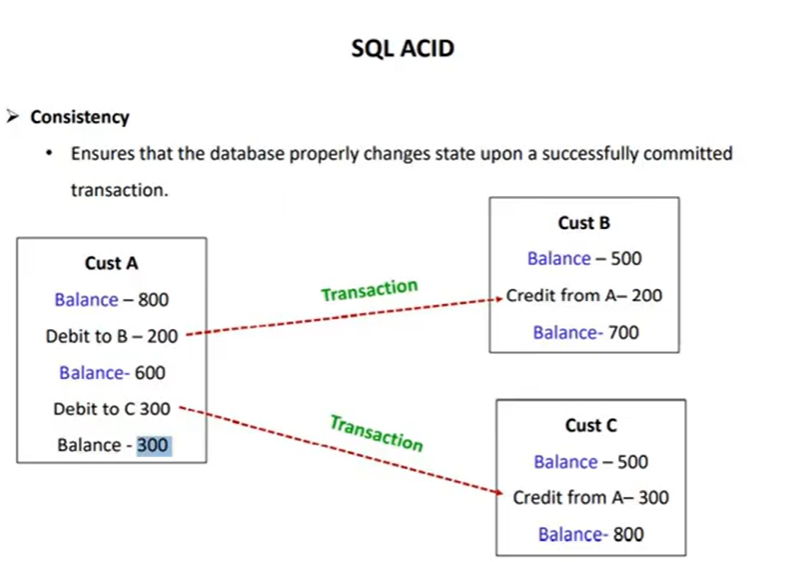 SQL ACID
➢ Consistency
• Ensures that the database properly changes state upon a successfully committed
transaction.
Cust A
Balance – 800
Debit to B – 200
Balance- 600
Debit to C 300
Balance - 300
Transaction
Transaction
Cust B
Balance – 500
Credit from A– 200
Balance- 700
Cust C
Balance – 500
Credit from A– 300
Balance- 800